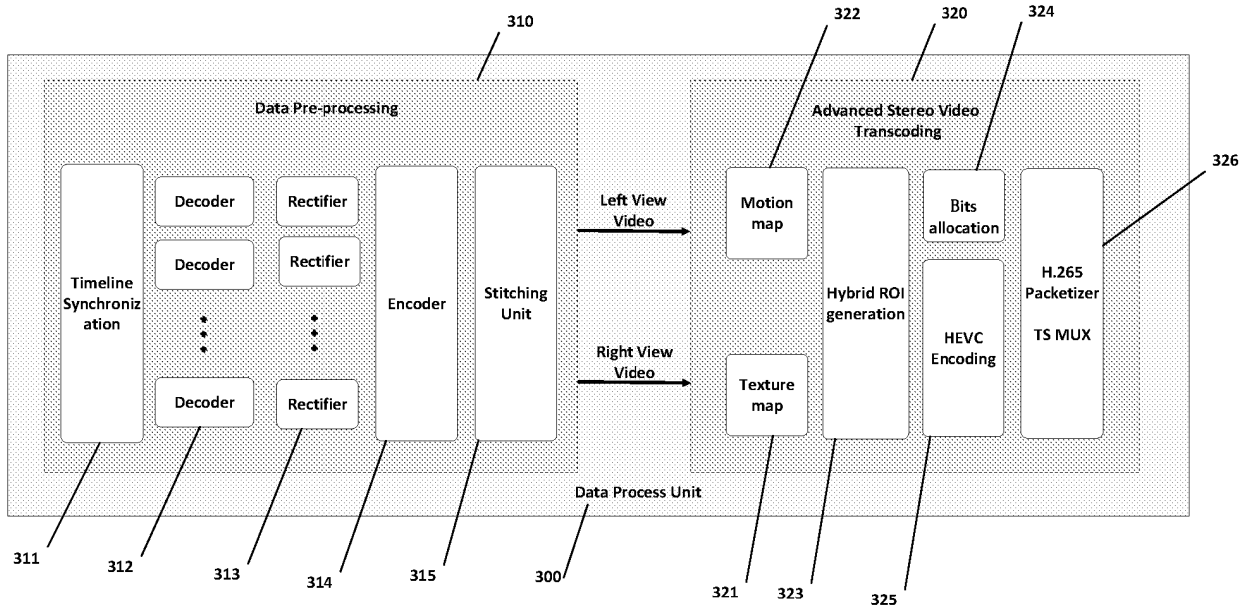 310
322
320
324
326
Data Pre-processing
Advanced Stereo Video
Transcoding
Timeline
Synchroniz
ation
Decoder
Decoder
Decoder
Rectifier
Rectifier
Rectifier
Encoder
Stitching
Unit
Left View
Video
Right View
Video
Motion
map
Texture
map
Hybrid ROI
generation
Bits
allocation
HEVC
Encoding
H.265
Packetizer
TS MUX
Data Process Unit
311
312
313
314
315
300
321
323
325